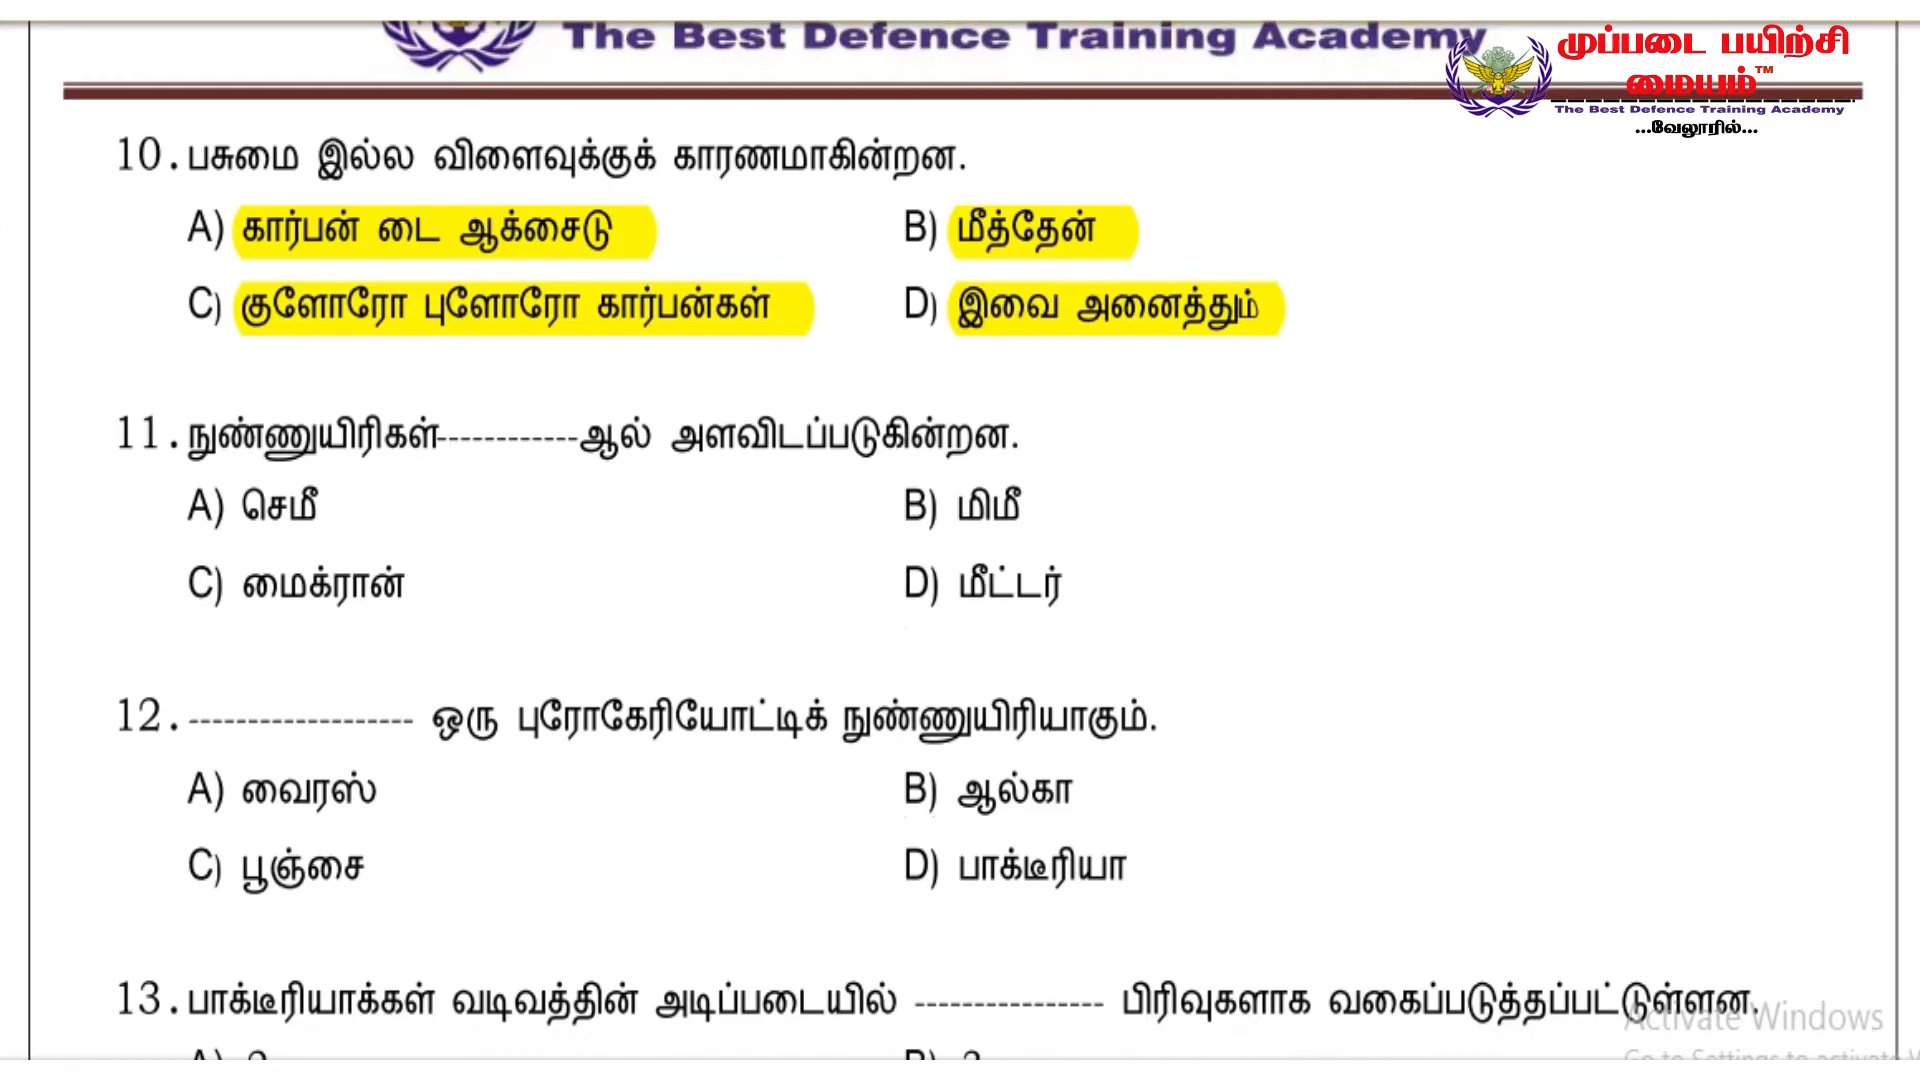 The Best Defence Training Academy
முப்படை பயிற்சி
மையம்™
The Best Defence Training Academy
...வேலூரில்...
10. பசுமை இல்ல விளைவுக்குக் காரணமாகின்றன.
A) கார்பன் டை ஆக்சைடு B) மீத்தேன்
C) குளோரோ புளோரோ கார்பன்கள் D) இவை அனைத்தும்
11. நுண்ணுயிரிகள்------------ஆல் அளவிடப்படுகின்றன.
A) செமீ B) மிமீ
C) மைக்ரான் D) மீட்டர்
12. ------------------- ஒரு புரோகேரியோட்டிக் நுண்ணுயிரியாகும்.
A) வைரஸ் B) ஆல்கா
C) பூஞ்சை D) பாக்டீரியா
13. பாக்டீரியாக்கள் வடிவத்தின் அடிப்படையில் ---------------- பிரிவுகளாக வகைப்படுத்தப்பட்டுள்ளன.
Activate Windows
Go to Settings to activate W